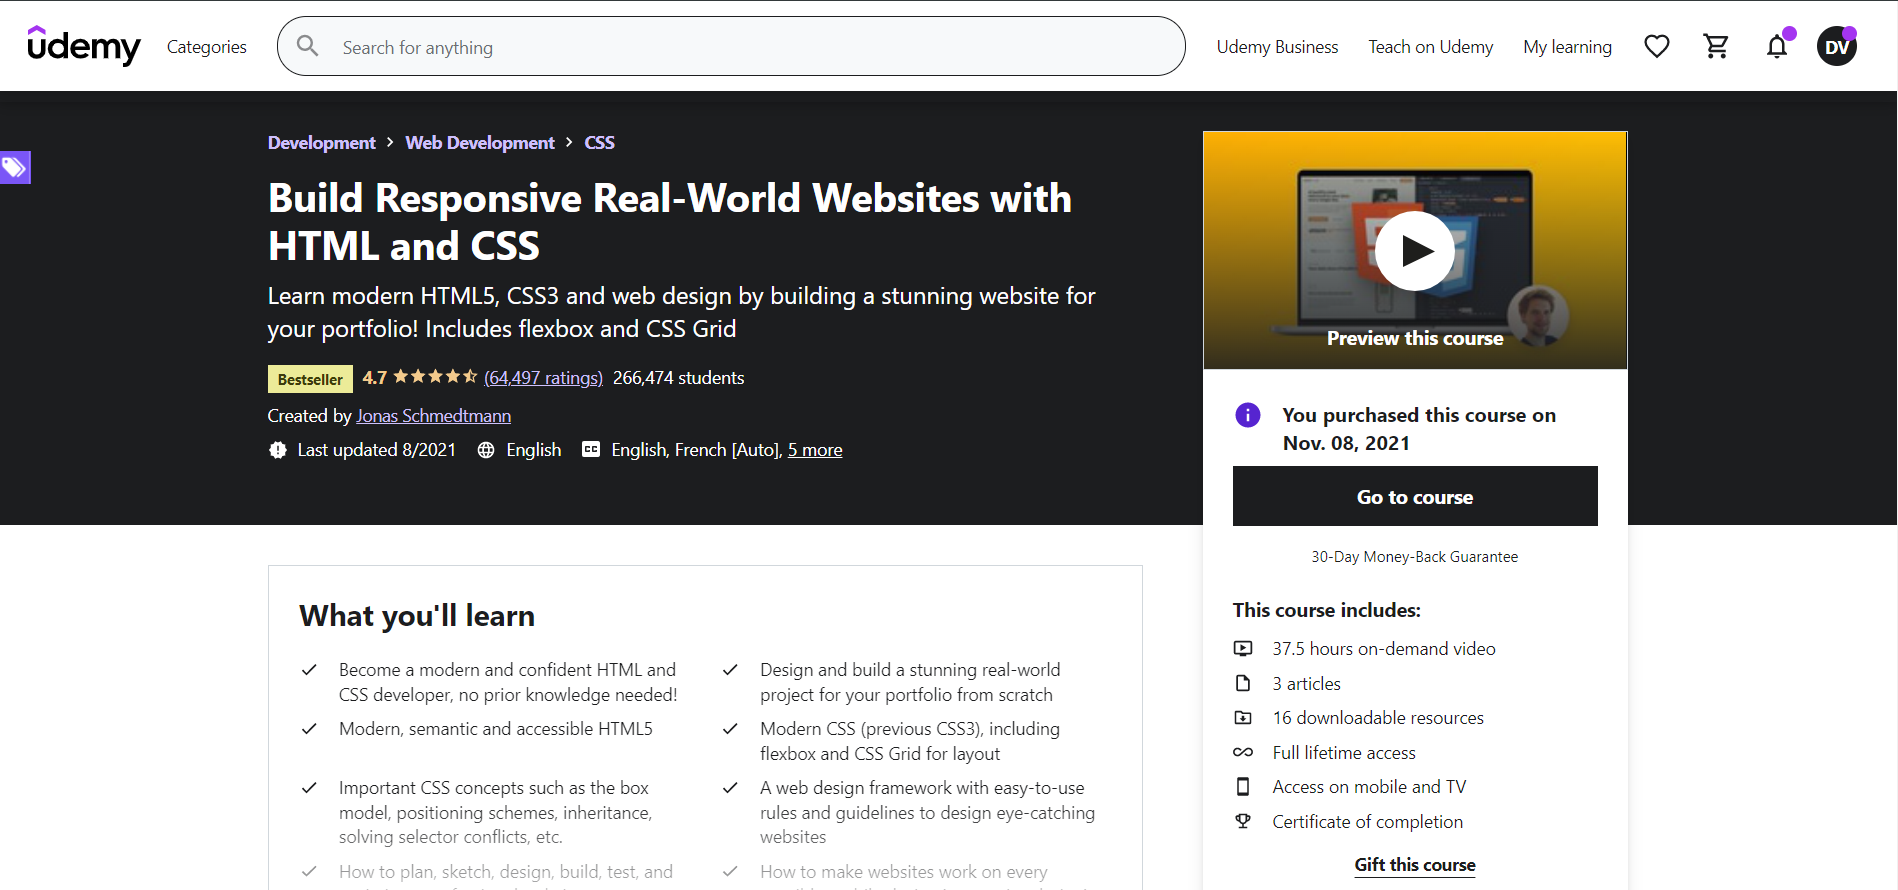 udemy
Categories
Search for anything
Udemy Business
Teach on Udemy
My learning
DV
Development > Web Development > CSS
Build Responsive Real-World Websites with
HTML and CSS
Learn modern HTML5, CSS3 and web design by building a stunning website for
your portfolio! Includes flexbox and CSS Grid
Bestseller 4.7 (64,497 ratings) 266,474 students
Created by Jonas Schmedtmann
Last updated 8/2021 English English, French [Auto], 5 more
Preview this course
You purchased this course on
Nov. 08, 2021
Go to course
30-Day Money-Back Guarantee
This course includes:
37.5 hours on-demand video
3 articles
16 downloadable resources
Full lifetime access
Access on mobile and TV
Certificate of completion
Gift this course
What you'll learn
Become a modern and confident HTML and
CSS developer, no prior knowledge needed!
Design and build a stunning real-world
project for your portfolio from scratch
Modern, semantic and accessible HTML5
Modern CSS (previous CSS3), including
flexbox and CSS Grid for layout
Important CSS concepts such as the box
model, positioning schemes, inheritance,
solving selector conflicts, etc.
A web design framework with easy-to-use
rules and guidelines to design eye-catching
websites
How to plan, sketch, design, build, test, and
How to make websites work on every